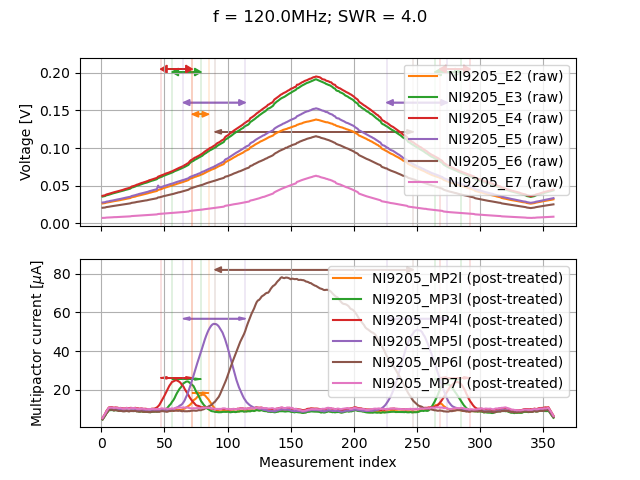 f = 120.0MHz; SWR = 4.0
0.20
0.15
0.10
0.05
0.00
Voltage [V]
NI9205_E2 (raw)
NI9205_E3 (raw)
NI9205_E4 (raw)
NI9205_E5 (raw)
NI9205_E6 (raw)
NI9205_E7 (raw)
80
60
40
20
Multipactor current [μA]
NI9205_MP2l (post-treated)
NI9205_MP3l (post-treated)
NI9205_MP4l (post-treated)
NI9205_MP5l (post-treated)
NI9205_MP6l (post-treated)
NI9205_MP7l (post-treated)
0 50 100 150 200 250 300 350
Measurement index